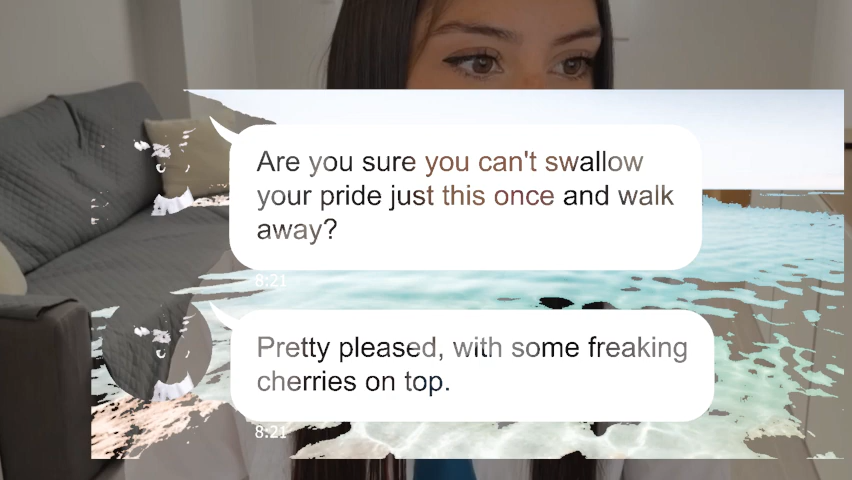 Are you sure you can't swallow
your pride just this once and walk
away?
8:21
Pretty pleased, with some freaking
cherries on top.
8:21